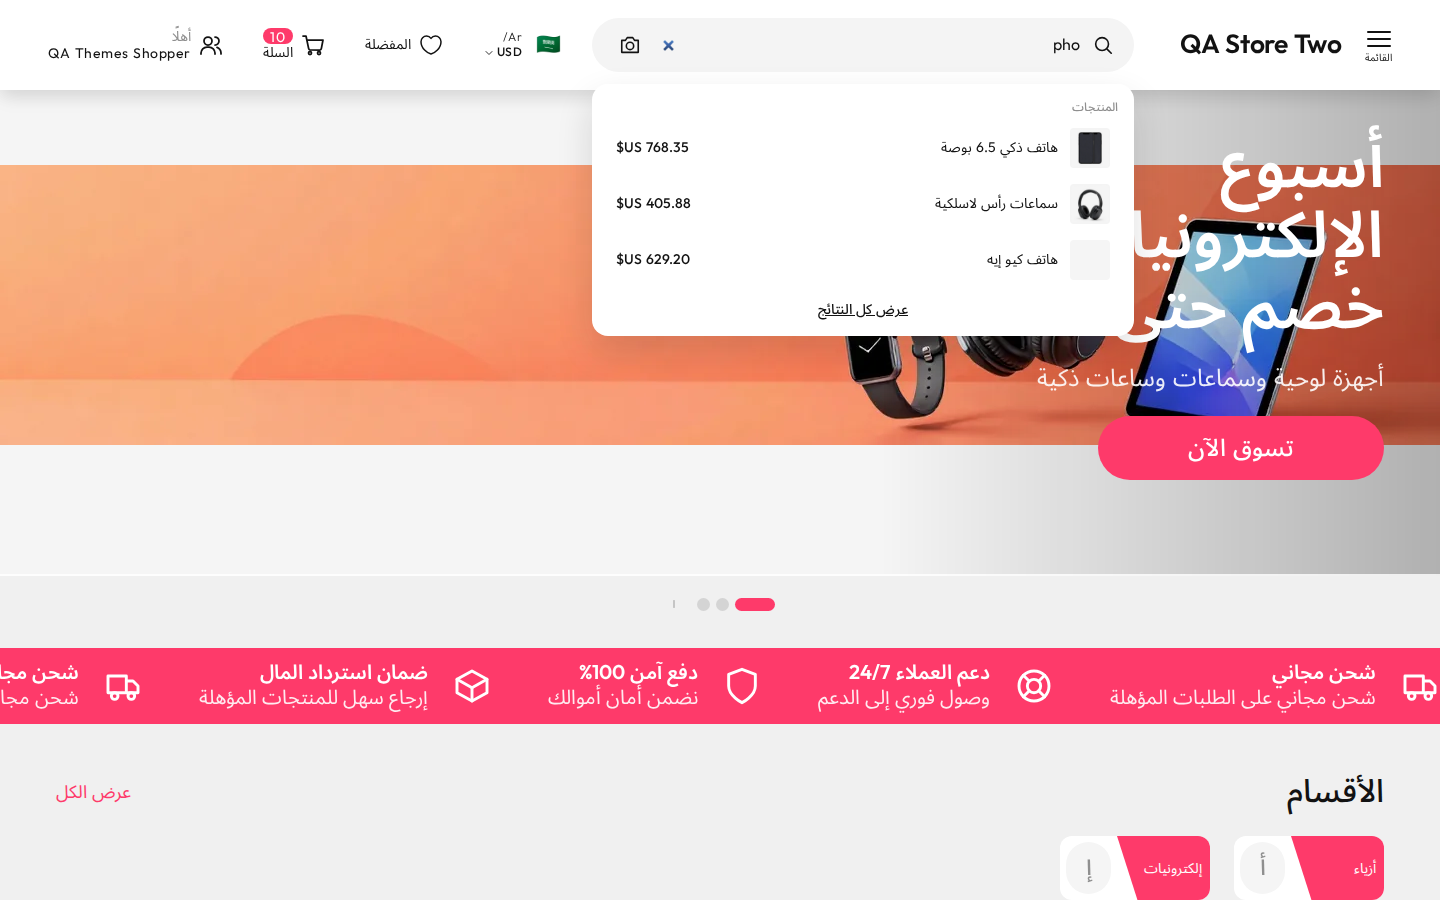 القائمة
QA Store Two
pho
Ar/
USD
المفضلة
10
السلة
أهلًا
QA Themes Shopper
المنتجات
هاتف ذكي 6.5 بوصة
$US 768.35
سماعات رأس لاسلكية
$US 405.88
هاتف كيو إيه
$US 629.20
عرض كل النتائج
أسبوع
الإلكترونيا
خصم حتى
أجهزة لوحية وسماعات وساعات ذكية
تسوق الآن
شحن مجاني
شحن مجاني على الطلبات المؤهلة
دعم العملاء 24/7
وصول فوري إلى الدعم
دفع آمن 100%
نضمن أمان أموالك
ضمان استرداد المال
إرجاع سهل للمنتجات المؤهلة
شحن مجا
شحن مجا
الأقسام
عرض الكل
أزياء
أ
إلكترونيات
إ